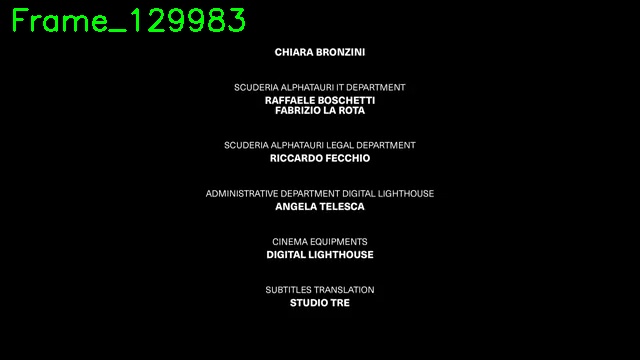 Frame_129983
CHIARA BRONZINI
SCUDERIA ALPHATAURI IT DEPARTMENT
RAFFAELE BOSCHETTI
FABRIZIO LA ROTA
SCUDERIA ALPHATAURI LEGAL DEPARTMENT
RICCARDO FECCHIO
ADMINISTRATIVE DEPARTMENT DIGITAL LIGHTHOUSE
ANGELA TELESCA
CINEMA EQUIPMENTS
DIGITAL LIGHTHOUSE
SUBTITLES TRANSLATION
STUDIO TRE